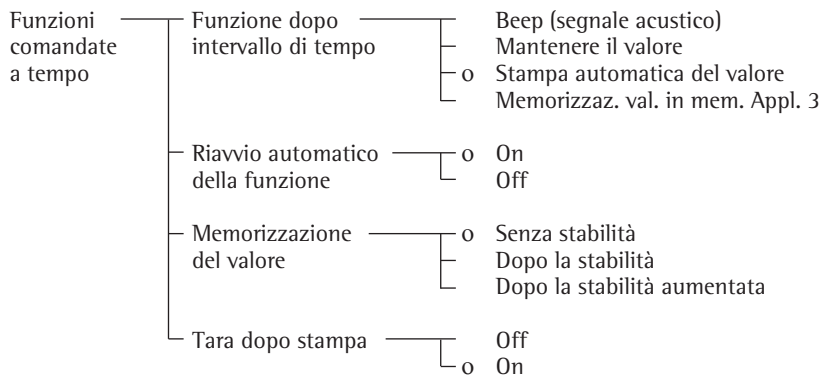 Funzioni
comandate
a tempo
Funzione dopo
intervallo di tempo
Beep (segnale acustico)
Mantenere il valore
o Stampa automatica del valore
Memorizzaz. val. in mem. Appl. 3
Riavvio automatico
della funzione
o On
Off
Memorizzazione
del valore
o Senza stabilità
Dopo la stabilità
Dopo la stabilità aumentata
Tara dopo stampa
Off
o On